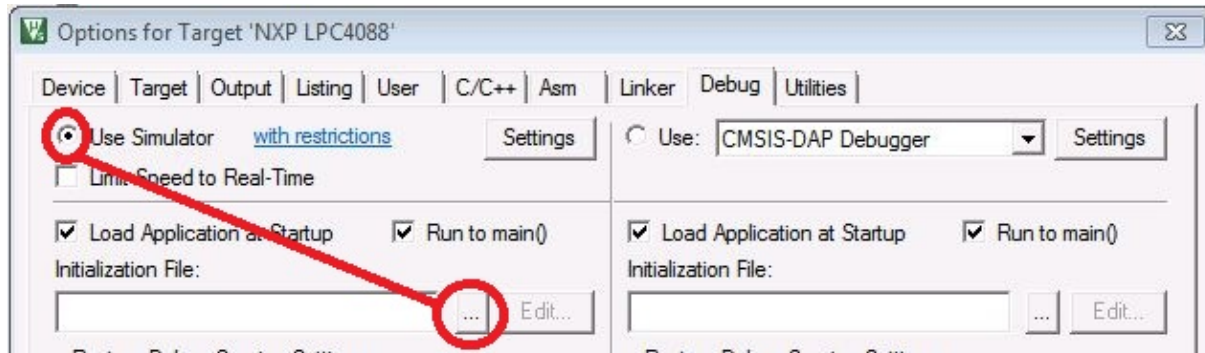 Options for Target 'NXP LPC4088'
Device Target Output Listing User C/C++ Asm Linker Debug Utilities
Use Simulator with restrictions Settings Use: CMSIS-DAP Debugger Settings
Limit Speed to Real-Time
Load Application at Startup Run to main() Load Application at Startup Run to main()
Initialization File: Initialization File:
... Edit... ... Edit...